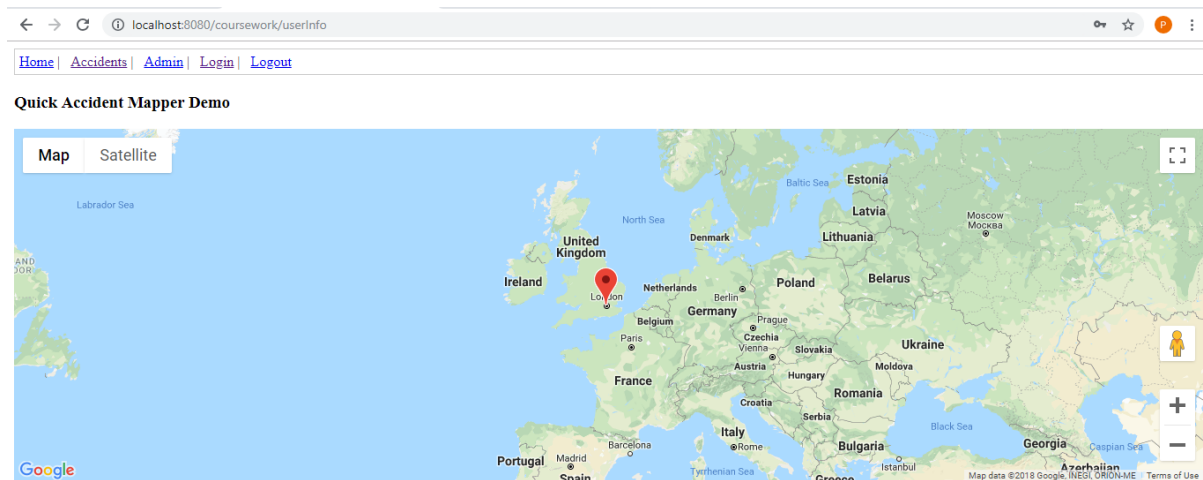 localhost:8080/coursework/userInfo
P
Home | Accidents | Admin | Login | Logout
Quick Accident Mapper Demo
Map Satellite
Labrador Sea
Baltic Sea
Estonia
North Sea
Latvia
Moscow
Москва
Denmark
Lithuania
United
Kingdom
Ireland
Netherlands
Berlin
Poland
Belarus
London
Germany
Belgium
Prague
Paris
Czechia
Vienna
Slovakia
Ukraine
Austria
Moldova
Hungary
France
Romania
Croatia
Serbia
Black Sea
Italy
Rome
Barcelona
Bulgaria
Georgia
Caspian Sea
Portugal
Madrid
Spain
Tyrrhenian Sea
Istanbul
Greece
Azerbaijan
Google
Map data ©2018 Google, INEGI, ORION-ME Terms of Use